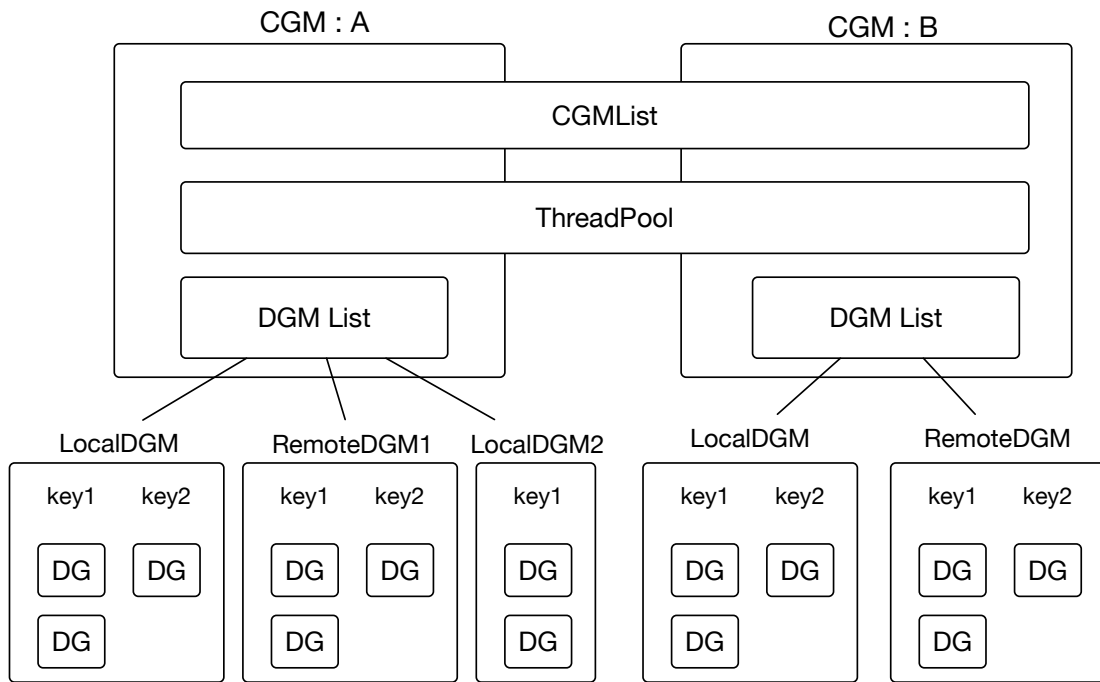 CGM : A
CGM : B
CGMList
ThreadPool
DGM List
DGM List
LocalDGM
RemoteDGM1
LocalDGM2
LocalDGM
RemoteDGM
key1 key2
key1 key2
key1
key1 key2
key1 key2
DG DG
DG DG
DG
DG DG
DG DG
DG
DG
DG
DG
DG